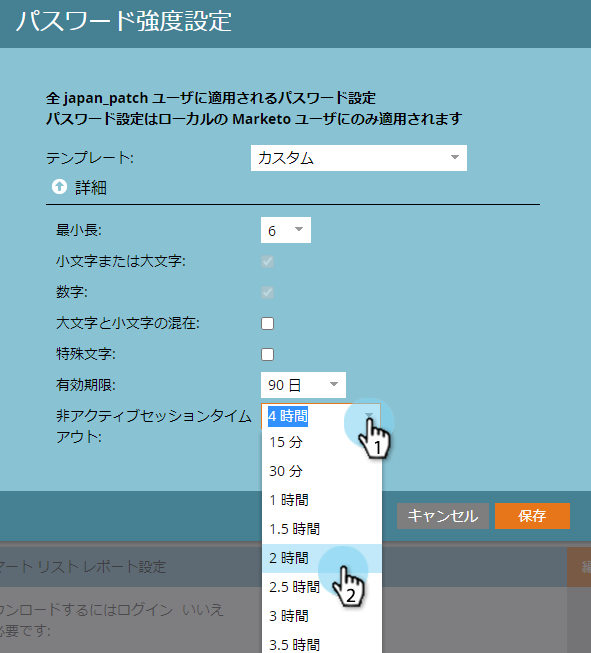 パスワード強度設定
全 japan_patch ユーザに適用されるパスワード設定
パスワード設定はローカルの Marketo ユーザにのみ適用されます
テンプレート: カスタム
詳細
最小長: 6
小文字または大文字:
数字:
大文字と小文字の混在:
特殊文字:
有効期限: 90 日
非アクティブセッションタイム 4 時間
アウト:
1
15 分
30 分
1 時間
キャンセル 保存
1.5 時間
2 時間
2
2.5 時間
マート リスト レポート設定
3 時間
ウンロードするにはログイン いいえ
必要です:
3.5 時間